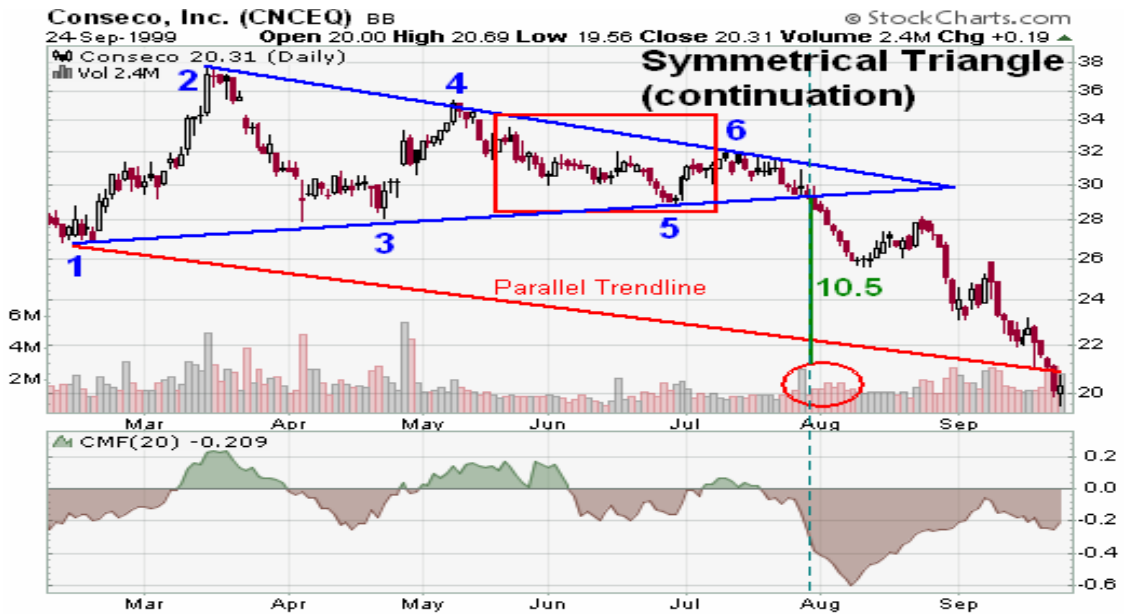 Conseco, Inc. (CNCEQ) BB
© StockCharts.com
24-Sep-1999 Open 20.00 High 20.69 Low 19.56 Close 20.31 Volume 2.4M Chg +0.19
Conseco 20.31 (Daily)
Vol 2.4M
Symmetrical Triangle
(continuation)
2
4
6
1
3
5
Parallel Trendline
10.5
38
36
34
32
30
28
26
24
22
20
6M
4M
2M
Mar Apr May Jun Jul Aug Sep
CMF(20) -0.209
0.2
0.0
-0.2
-0.4
-0.6
Mar Apr May Jun Jul Aug Sep